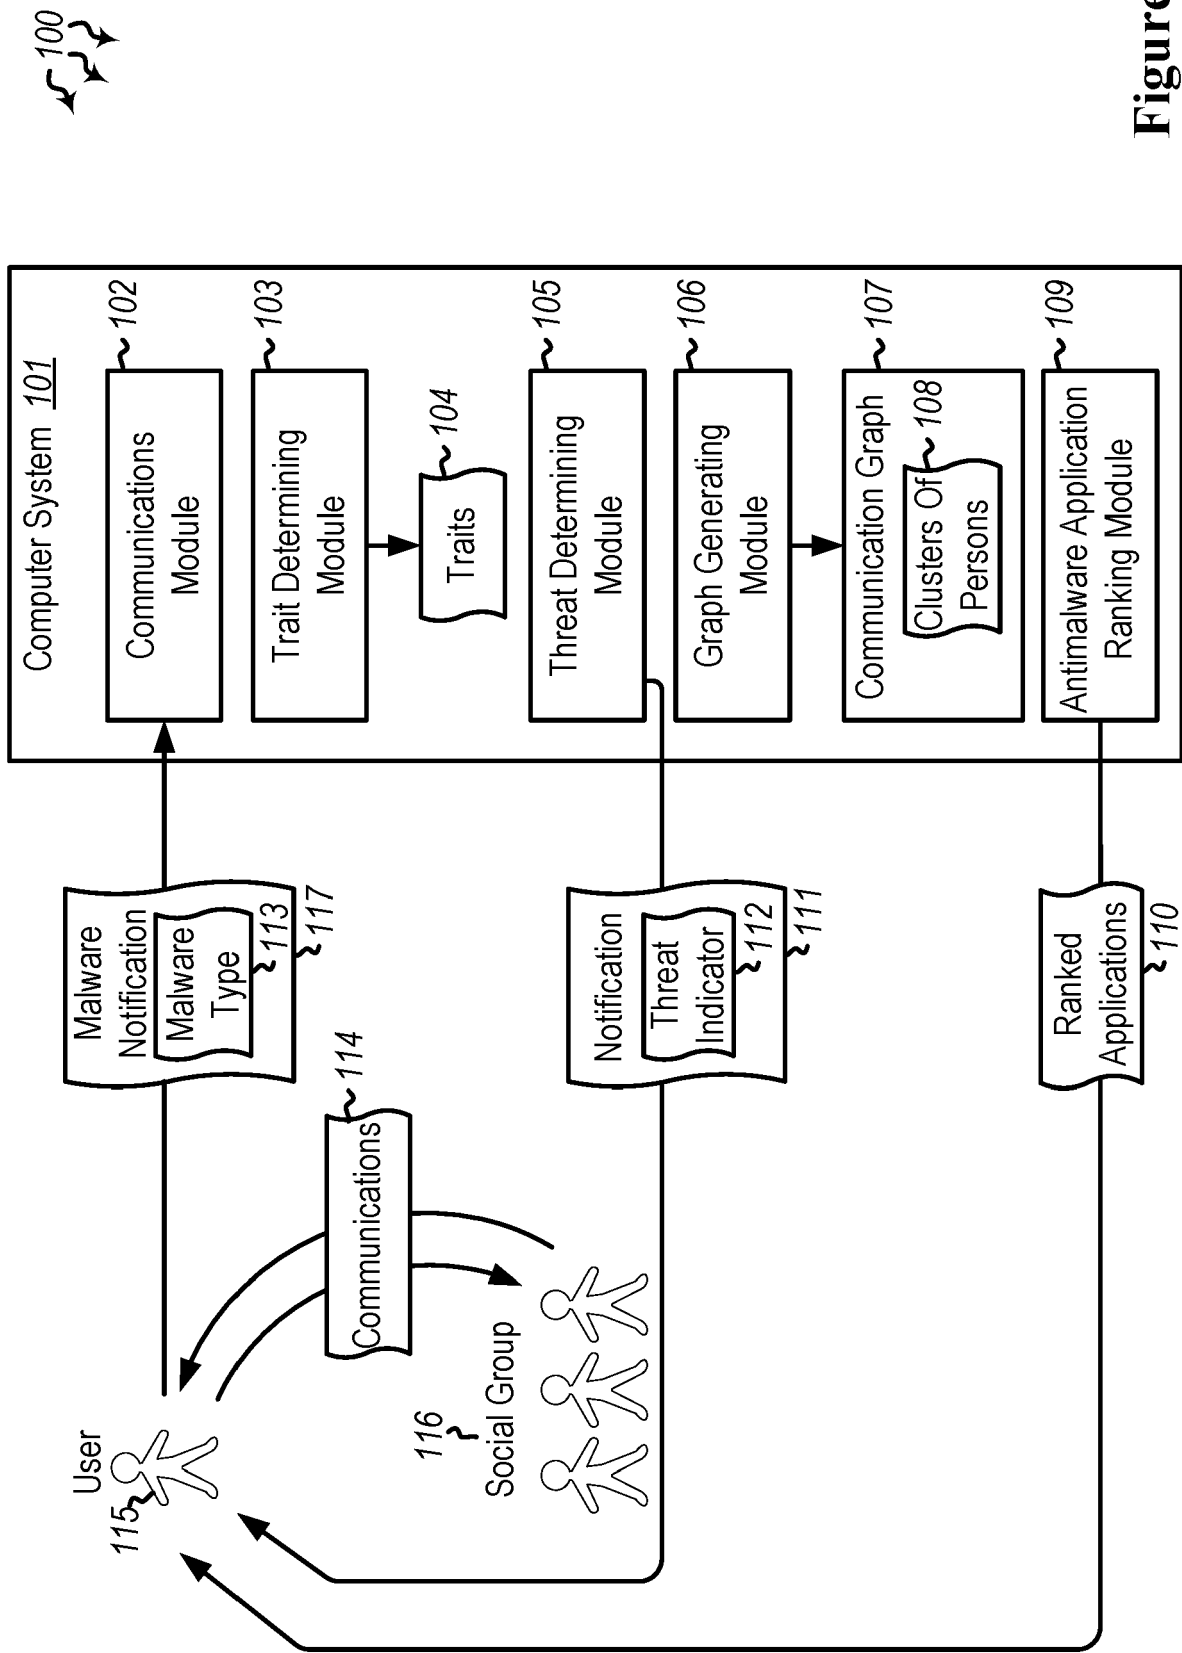 100
Computer System 101
Communications
Module
102
Trait Determining
Module
103
Traits
104
Threat Determining
Module
105
Graph Generating
Module
106
Communication Graph
107
Clusters Of
Persons
108
Antimalware Application
Ranking Module
109
Malware
Notification
Malware
Type
113
117
Notification
Threat
Indicator
112
111
Ranked
Applications
110
Communications
114
User
115
116
Social Group
Figure